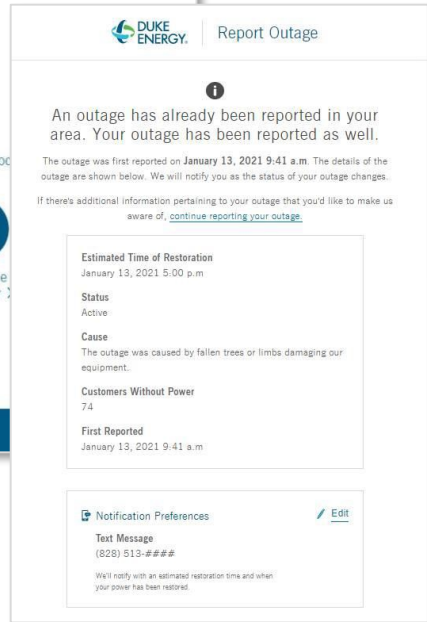 DUKE
ENERGY.
Report Outage
An outage has already been reported in your
area. Your outage has been reported as well.
The outage was first reported on January 13, 2021 9:41 a.m. The details of the
outage are shown below. We will notify you as the status of your outage changes.
If there's additional information pertaining to your outage that you'd like to make us
aware of, continue reporting your outage.
Estimated Time of Restoration
January 13, 2021 5:00 p.m
Status
Active
Cause
The outage was caused by fallen trees or limbs damaging our
equipment.
Customers Without Power
74
First Reported
January 13, 2021 9:41 a.m
Notification Preferences
Edit
Text Message
(828) 513-####
We'll notify with an estimated restoration time and when
your power has been restored.